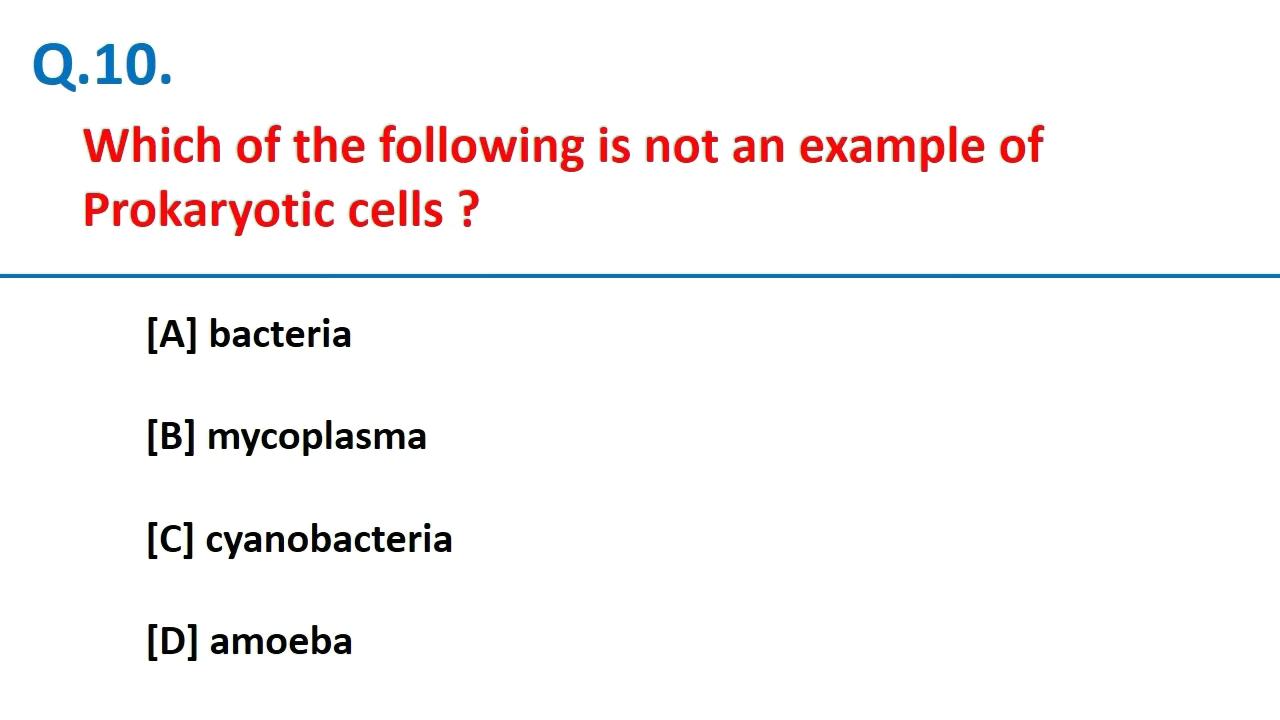 Q.10.
Which of the following is not an example of
Prokaryotic cells ?
[A] bacteria
[B] mycoplasma
[C] cyanobacteria
[D] amoeba